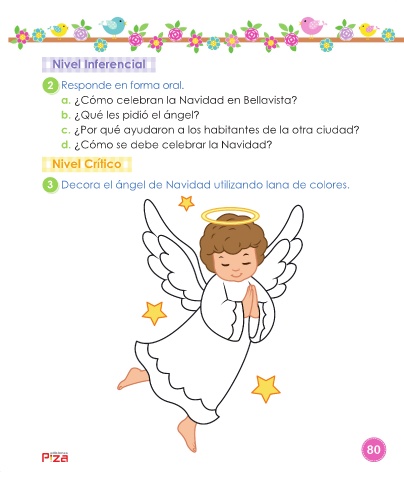 Nivel Inferencial
2 Responde en forma oral.
a. ¿Cómo celebran la Navidad en Bellavista?
b. ¿Qué les pidió el ángel?
c. ¿Por qué ayudaron a los habitantes de la otra ciudad?
d. ¿Cómo se debe celebrar la Navidad?
Nivel Crítico
3 Decora el ángel de Navidad utilizando lana de colores.
80